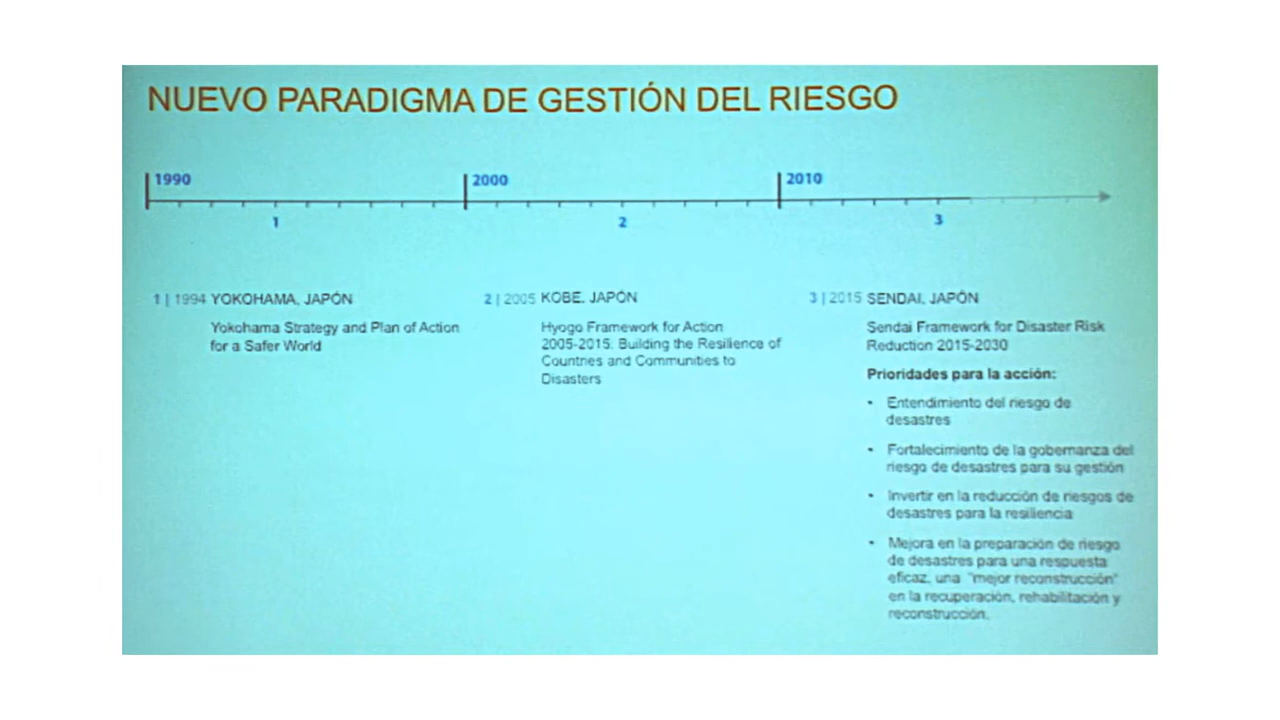 NUEVO PARADIGMA DE GESTIÓN DEL RIESGO
1990
2000
2010
1
2
3
1 | 1994 YOKOHAMA, JAPÓN
Yokohama Strategy and Plan of Action
for a Safer World
2 | 2005 KOBE, JAPÓN
Hyogo Framework for Action
2005-2015: Building the Resilience of
Countries and Communities to
Disasters
3 | 2015 SENDAI, JAPÓN
Sendai Framework for Disaster Risk
Reduction 2015-2030
Prioridades para la acción:
• Entendimiento del riesgo de
desastres
• Fortalecimiento de la gobernanza del
riesgo de desastres para su gestión
• Invertir en la reducción de riesgos de
desastres para la resiliencia
• Mejora en la preparación de riesgo
de desastres para una respuesta
eficaz, una "mejor reconstrucción"
en la recuperación, rehabilitación y
reconstrucción.